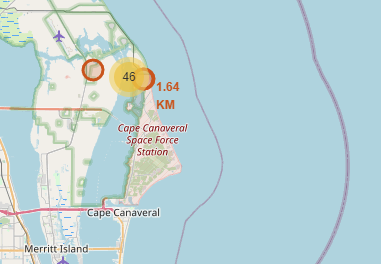 46
1.64
KM
Cape Canaveral
Space Force
Station
Cape Canaveral
Merritt Island